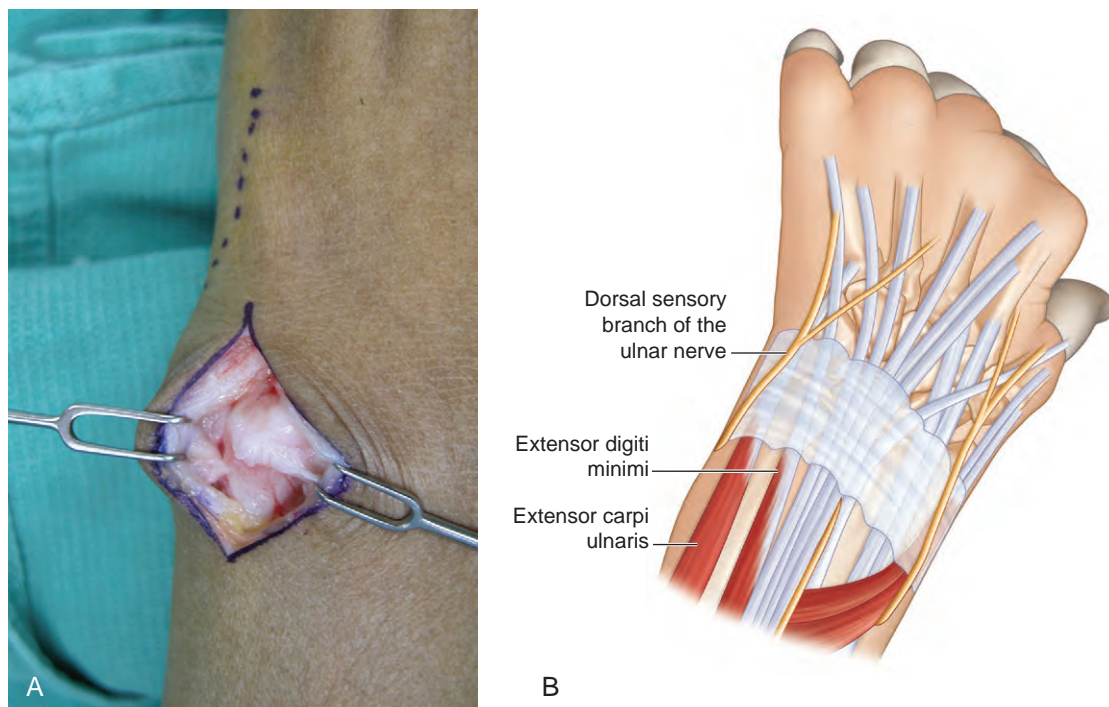 Dorsal sensory
branch of the
ulnar nerve
Extensor digiti
minimi
Extensor carpi
ulnaris
A
B